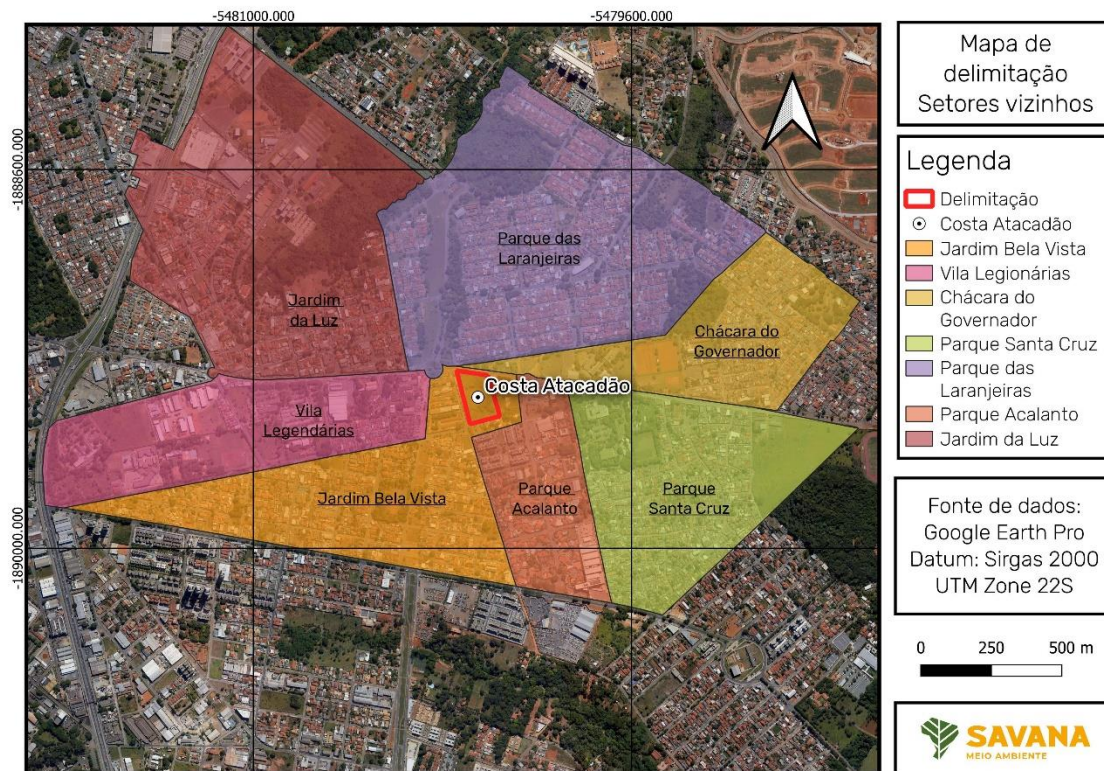 -5481000.000
-5479600.000
-1888600.000
-1890000.000
Parque das
Laranjeiras
Jardim
da Luz
Chácara do
Governador
Costa Atacadão
Vila
Legendárias
Jardim Bela Vista
Parque
Acalanto
Parque
Santa Cruz
Mapa de
delimitação
Setores vizinhos
Legenda
Delimitação
Costa Atacadão
Jardim Bela Vista
Vila Legionárias
Chácara do
Governador
Parque Santa Cruz
Parque das
Laranjeiras
Parque Acalanto
Jardim da Luz
Fonte de dados:
Google Earth Pro
Datum: Sirgas 2000
UTM Zone 22S
0 250 500 m
SAVANA
MEIO AMBIENTE